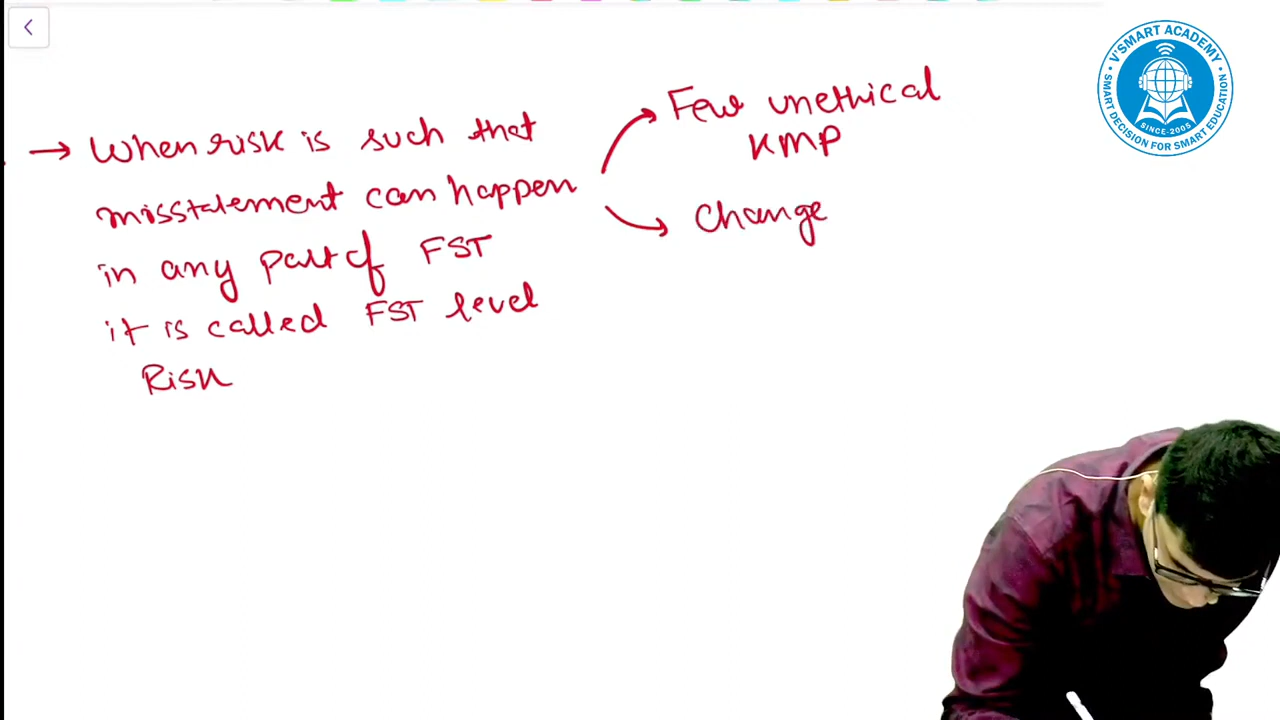 → When risk is such that
misstatement can happen
in any part of FST
it is called FST level
Risk
Few unethical
KMP
Change
V'SMART ACADEMY
SINCE-2005
SMART DECISION FOR SMART EDUCATION